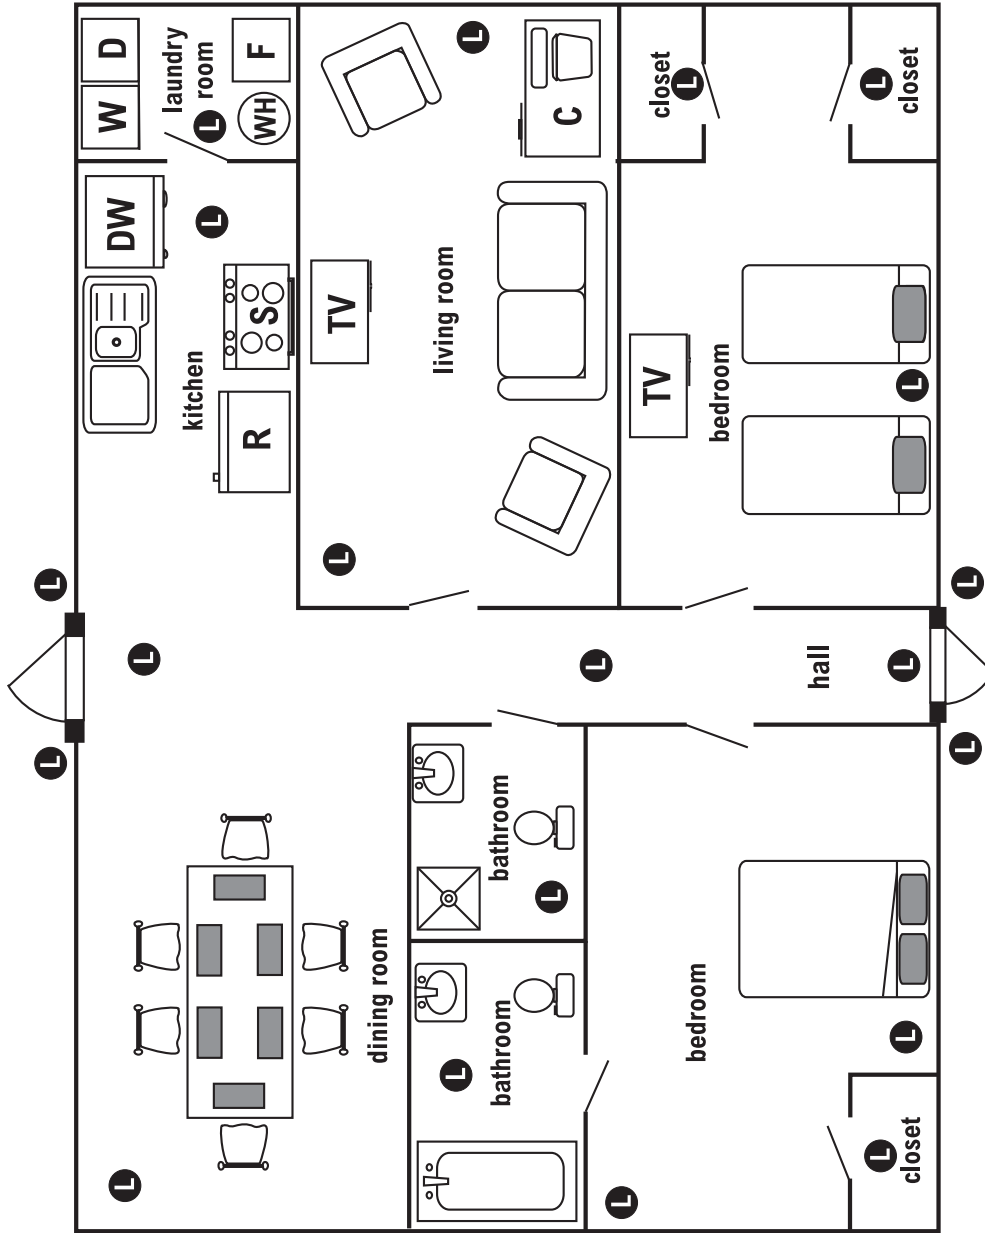 L
L
DW
W
D
L
L
laundry
room
kitchen
L
L
R
S
WH
F
L
TV
dining room
living room
L
L
bathroom
bathroom
L
C
L
L
TV
closet
L
bedroom
bedroom
hall
L
L
L
L
L
closet
closet
L
L